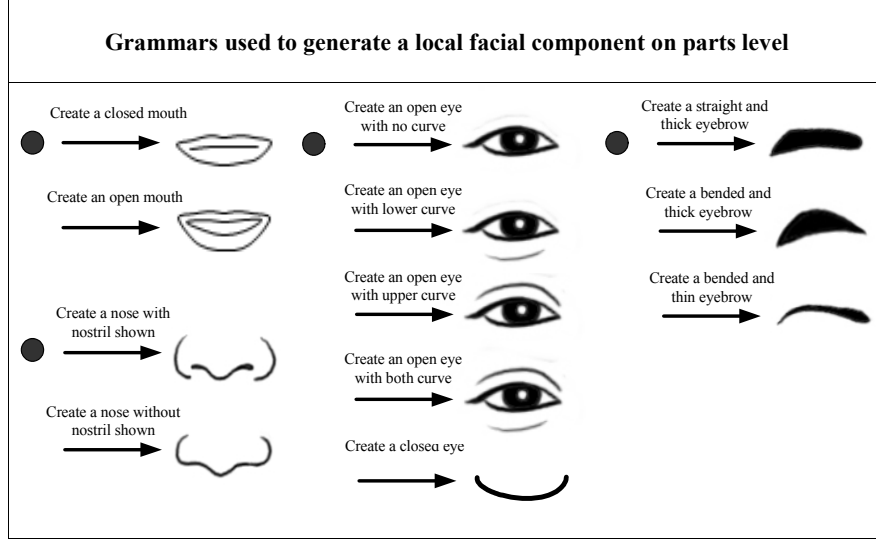 Grammars used to generate a local facial component on parts level
Create a closed mouth
Create an open mouth
Create a nose with
nostril shown
Create a nose without
nostril shown
Create an open eye
with no curve
Create an open eye
with lower curve
Create an open eye
with upper curve
Create an open eye
with both curve
Create a closed eye
Create a straight and
thick eyebrow
Create a bended and
thick eyebrow
Create a bended and
thin eyebrow